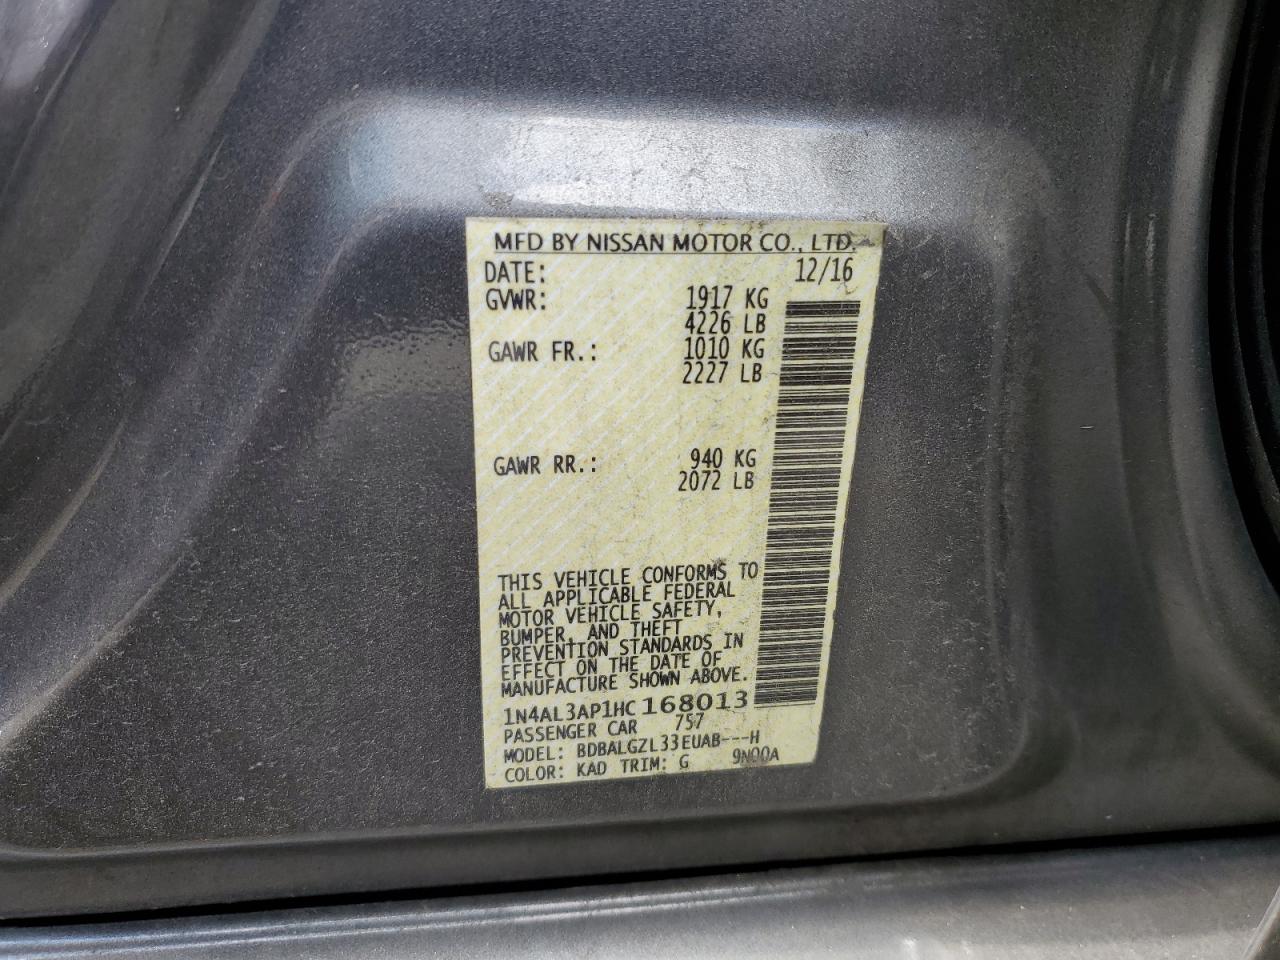 MFD BY NISSAN MOTOR CO., LTD.
DATE: 12/16
GVWR: 1917 KG
4226 LB
GAWR FR.: 1010 KG
2227 LB
GAWR RR.: 940 KG
2072 LB
THIS VEHICLE CONFORMS TO
ALL APPLICABLE FEDERAL
MOTOR VEHICLE SAFETY,
BUMPER, AND THEFT
PREVENTION STANDARDS IN
EFFECT ON THE DATE OF
MANUFACTURE SHOWN ABOVE.
1N4AL3AP1HC168013
PASSENGER CAR 757
MODEL: BDBALGZL33EUAB---H
COLOR: KAD TRIM: G 9N00A